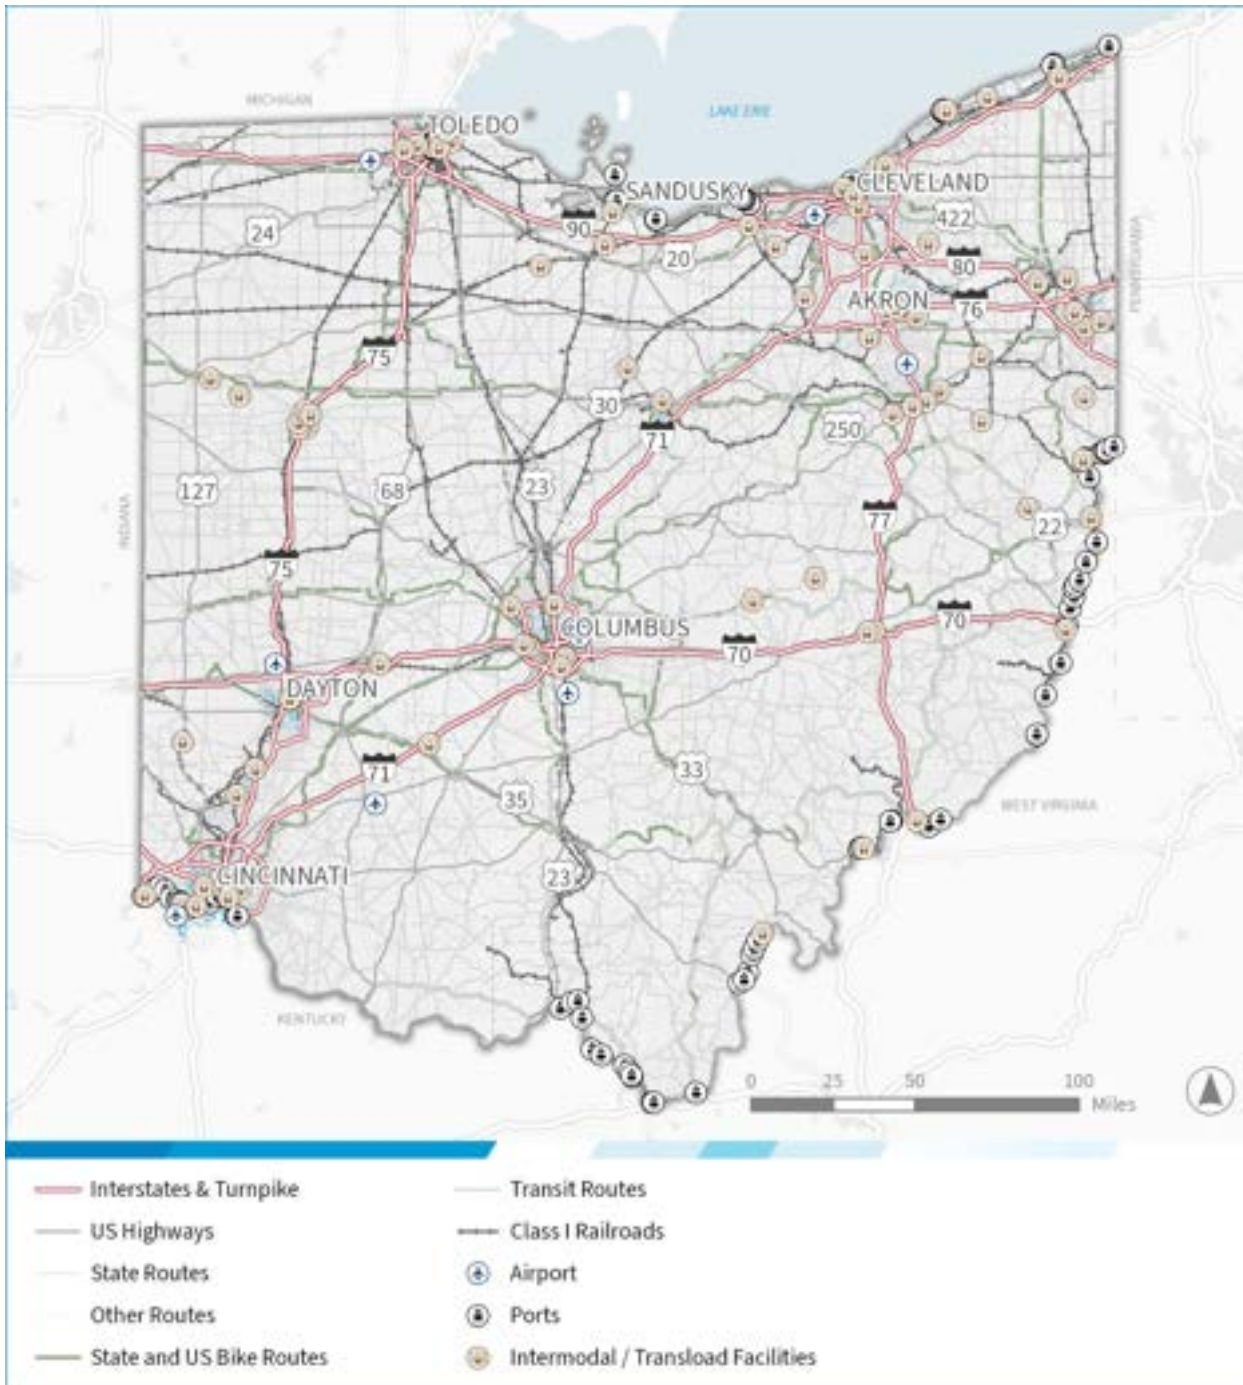 MICHIGAN
LAKE ERIE
TOLEDO
SANDUSKY
CLEVELAND
24
90
20
422
80
PENNSYLVANIA
AKRON
76
75
30
71
250
127
68
23
77
22
INDIANA
75
COLUMBUS
70
70
DAYTON
71
33
35
WEST VIRGINIA
CINCINNATI
23
KENTUCKY
0 25 50 100
Miles
Interstates & Turnpike
US Highways
State Routes
Other Routes
State and US Bike Routes
Transit Routes
Class I Railroads
Airport
Ports
Intermodal / Transload Facilities